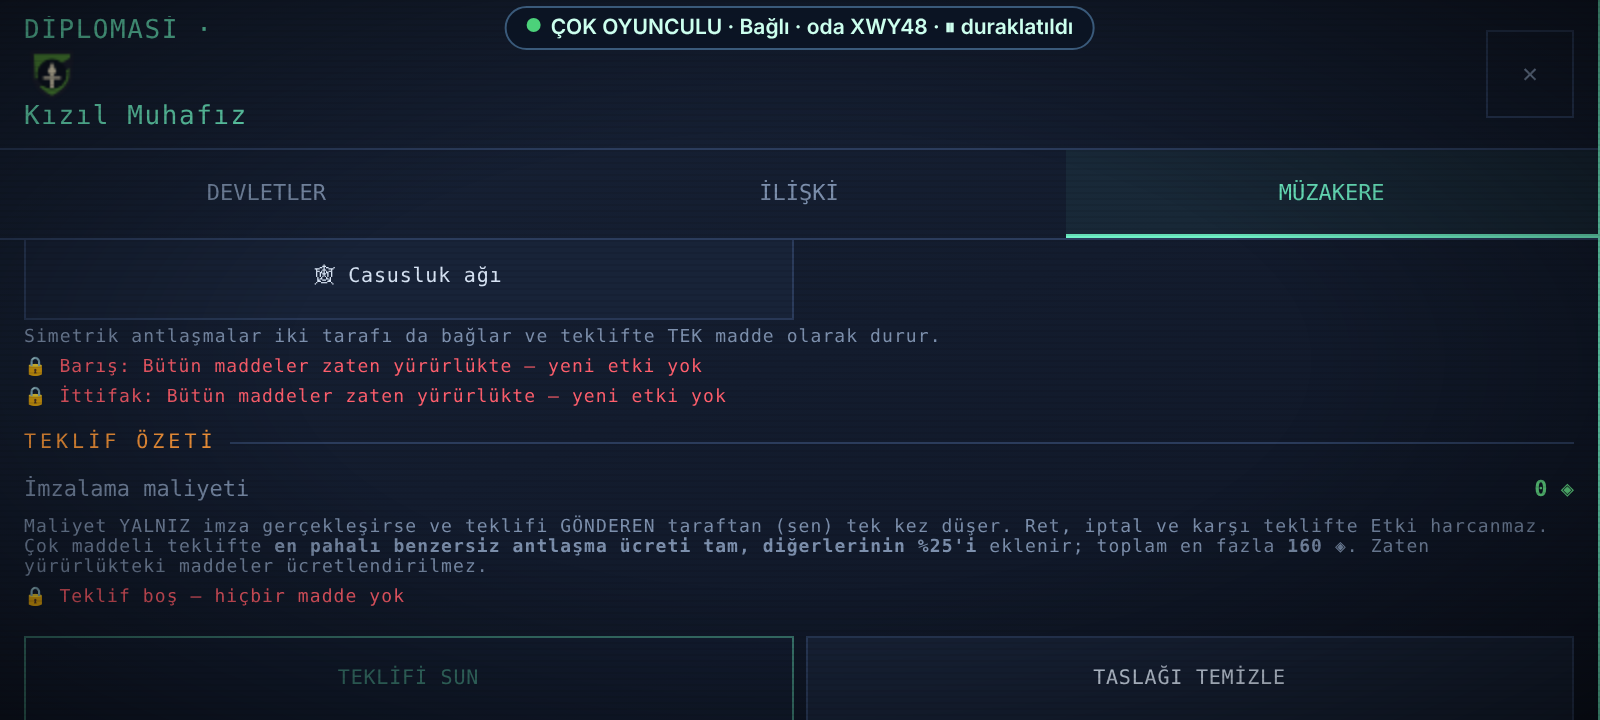 DİPLOMASİ ·
ÇOK OYUNCULU · Bağlı · oda XWY48 · ⏸ duraklatıldı
×
Kızıl Muhafız
DEVLETLER
İLİŞKİ
MÜZAKERE
🕸 Casusluk ağı
Simetrik antlaşmalar iki tarafı da bağlar ve teklifte TEK madde olarak durur.
🔒 Barış: Bütün maddeler zaten yürürlükte — yeni etki yok
🔒 İttifak: Bütün maddeler zaten yürürlükte — yeni etki yok
TEKLİF ÖZETİ
İmzalama maliyeti 0 ◈
Maliyet YALNIZ imza gerçekleşirse ve teklifi GÖNDEREN taraftan (sen) tek kez düşer. Ret, iptal ve karşı teklifte Etki harcanmaz.
Çok maddeli teklifte en pahalı benzersiz antlaşma ücreti tam, diğerlerinin %25'i eklenir; toplam en fazla 160 ◈. Zaten
yürürlükteki maddeler ücretlendirilmez.
🔒 Teklif boş — hiçbir madde yok
TEKLİFİ SUN
TASLAĞI TEMİZLE